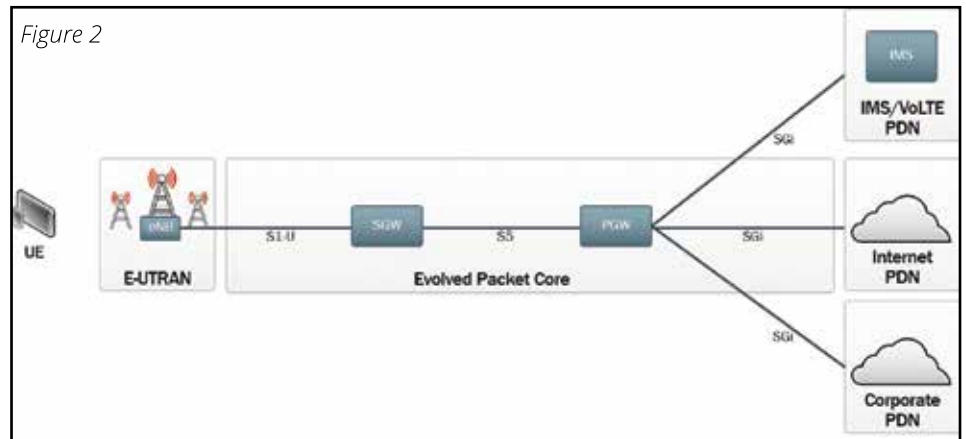 Figure 2
IMS
IMS/VoLTE
PDN
SGi
UE
eNB
E-UTRAN
S1-U
SGW
S5
PGW
SGi
Evolved Packet Core
Internet
PDN
SGi
Corporate
PDN